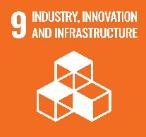 9 INDUSTRY, INNOVATION
AND INFRASTRUCTURE